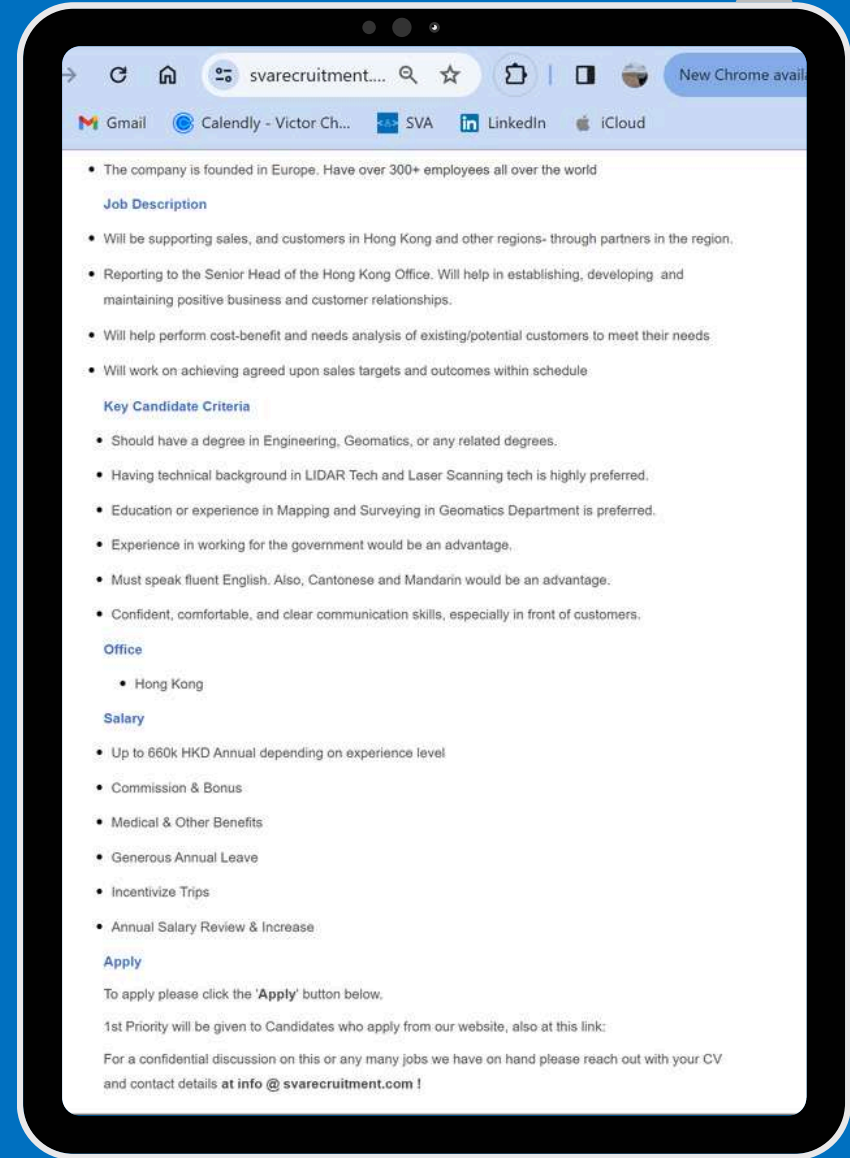 svarecruitment....
New Chrome avail
Gmail
Calendly - Victor Ch...
SVA
LinkedIn
iCloud
• The company is founded in Europe. Have over 300+ employees all over the world
Job Description
• Will be supporting sales, and customers in Hong Kong and other regions- through partners in the region.
• Reporting to the Senior Head of the Hong Kong Office. Will help in establishing, developing and
maintaining positive business and customer relationships.
• Will help perform cost-benefit and needs analysis of existing/potential customers to meet their needs
• Will work on achieving agreed upon sales targets and outcomes within schedule
Key Candidate Criteria
• Should have a degree in Engineering, Geomatics, or any related degrees.
• Having technical background in LIDAR Tech and Laser Scanning tech is highly preferred.
• Education or experience in Mapping and Surveying in Geomatics Department is preferred.
• Experience in working for the government would be an advantage.
• Must speak fluent English. Also, Cantonese and Mandarin would be an advantage.
• Confident, comfortable, and clear communication skills, especially in front of customers.
Office
• Hong Kong
Salary
• Up to 660k HKD Annual depending on experience level
• Commission & Bonus
• Medical & Other Benefits
• Generous Annual Leave
• Incentivize Trips
• Annual Salary Review & Increase
Apply
To apply please click the 'Apply' button below.
1st Priority will be given to Candidates who apply from our website, also at this link:
For a confidential discussion on this or any many jobs we have on hand please reach out with your CV
and contact details at info @ svarecruitment.com !